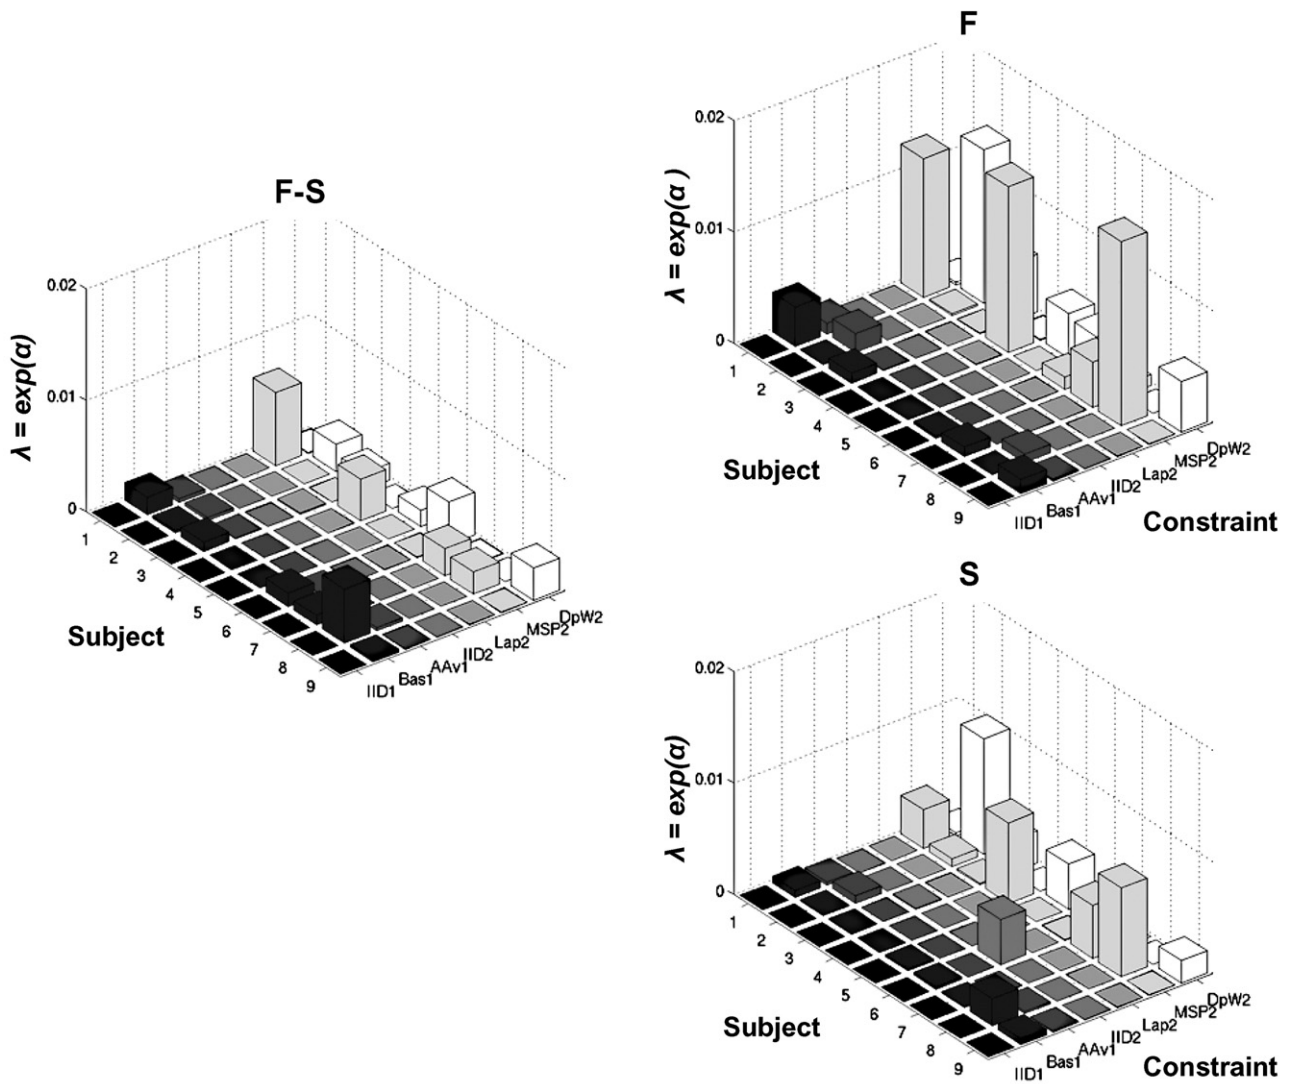 F-S
λ = exp(α)
0.02
0.01
0
1
2
3
4
5
6
7
8
9
Subject
IID1
Bas1
AAv1
IID2
Lap2
MSP2
DpW2
F
λ = exp(α )
0.02
0.01
0
1
2
3
4
5
6
7
8
9
Subject
IID1
Bas1
AAv1
IID2
Lap2
MSP2
DpW2
Constraint
S
λ = exp(α)
0.02
0.01
0
1
2
3
4
5
6
7
8
9
Subject
IID1
Bas1
AAv1
IID2
Lap2
MSP2
DpW2
Constraint